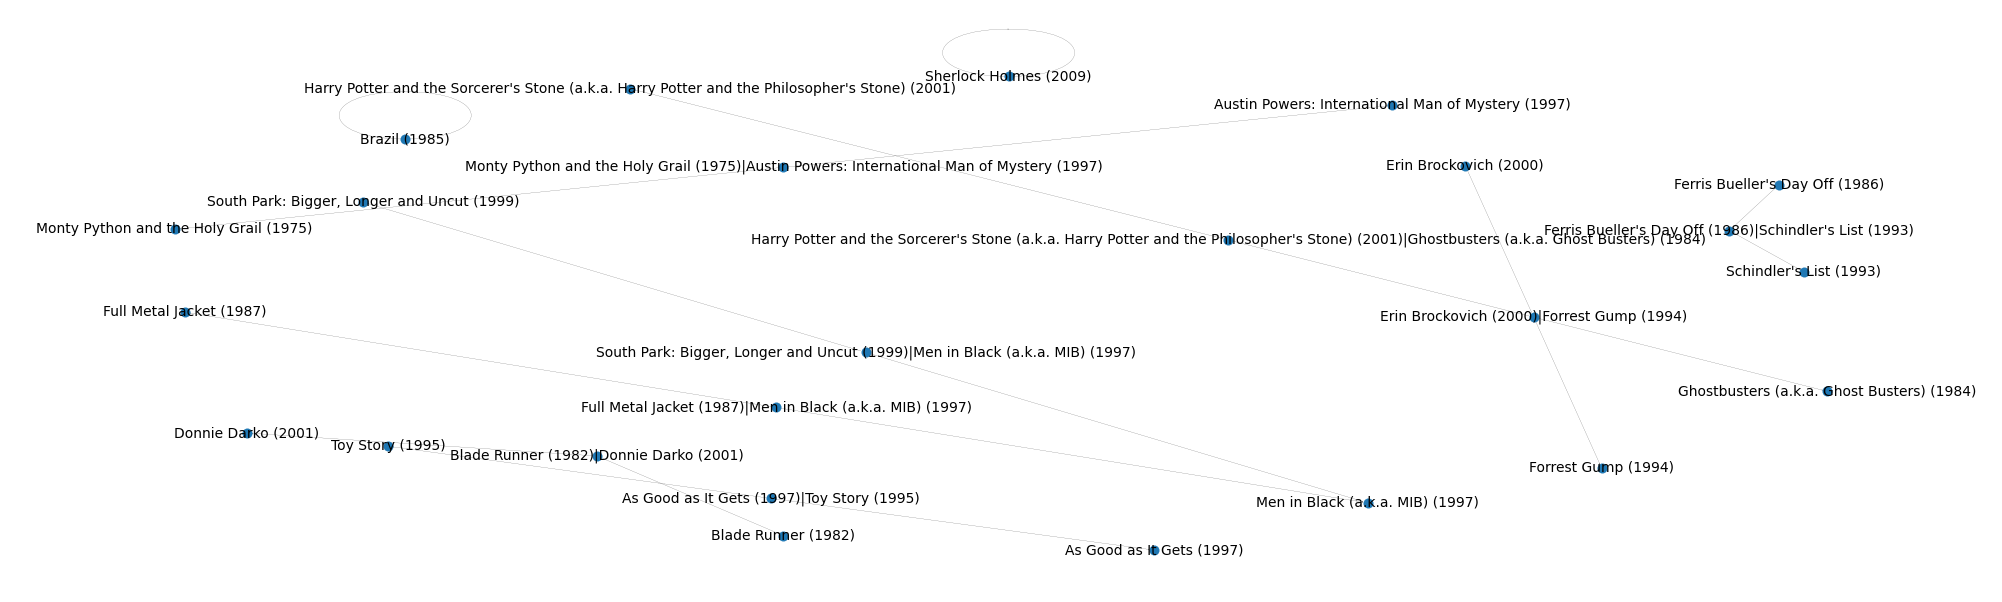 Sherlock Holmes (2009)
Harry Potter and the Sorcerer's Stone (a.k.a. Harry Potter and the Philosopher's Stone) (2001)
Austin Powers: International Man of Mystery (1997)
Brazil (1985)
Monty Python and the Holy Grail (1975)|Austin Powers: International Man of Mystery (1997)
Erin Brockovich (2000)
Ferris Bueller's Day Off (1986)
South Park: Bigger, Longer and Uncut (1999)
Monty Python and the Holy Grail (1975)
Ferris Bueller's Day Off (1986)|Schindler's List (1993)
Harry Potter and the Sorcerer's Stone (a.k.a. Harry Potter and the Philosopher's Stone) (2001)|Ghostbusters (a.k.a. Ghost Busters) (1984)
Schindler's List (1993)
Full Metal Jacket (1987)
Erin Brockovich (2000)|Forrest Gump (1994)
South Park: Bigger, Longer and Uncut (1999)|Men in Black (a.k.a. MIB) (1997)
Ghostbusters (a.k.a. Ghost Busters) (1984)
Full Metal Jacket (1987)|Men in Black (a.k.a. MIB) (1997)
Donnie Darko (2001)
Toy Story (1995)
Blade Runner (1982)|Donnie Darko (2001)
Forrest Gump (1994)
As Good as It Gets (1997)|Toy Story (1995)
Men in Black (a.k.a. MIB) (1997)
Blade Runner (1982)
As Good as It Gets (1997)